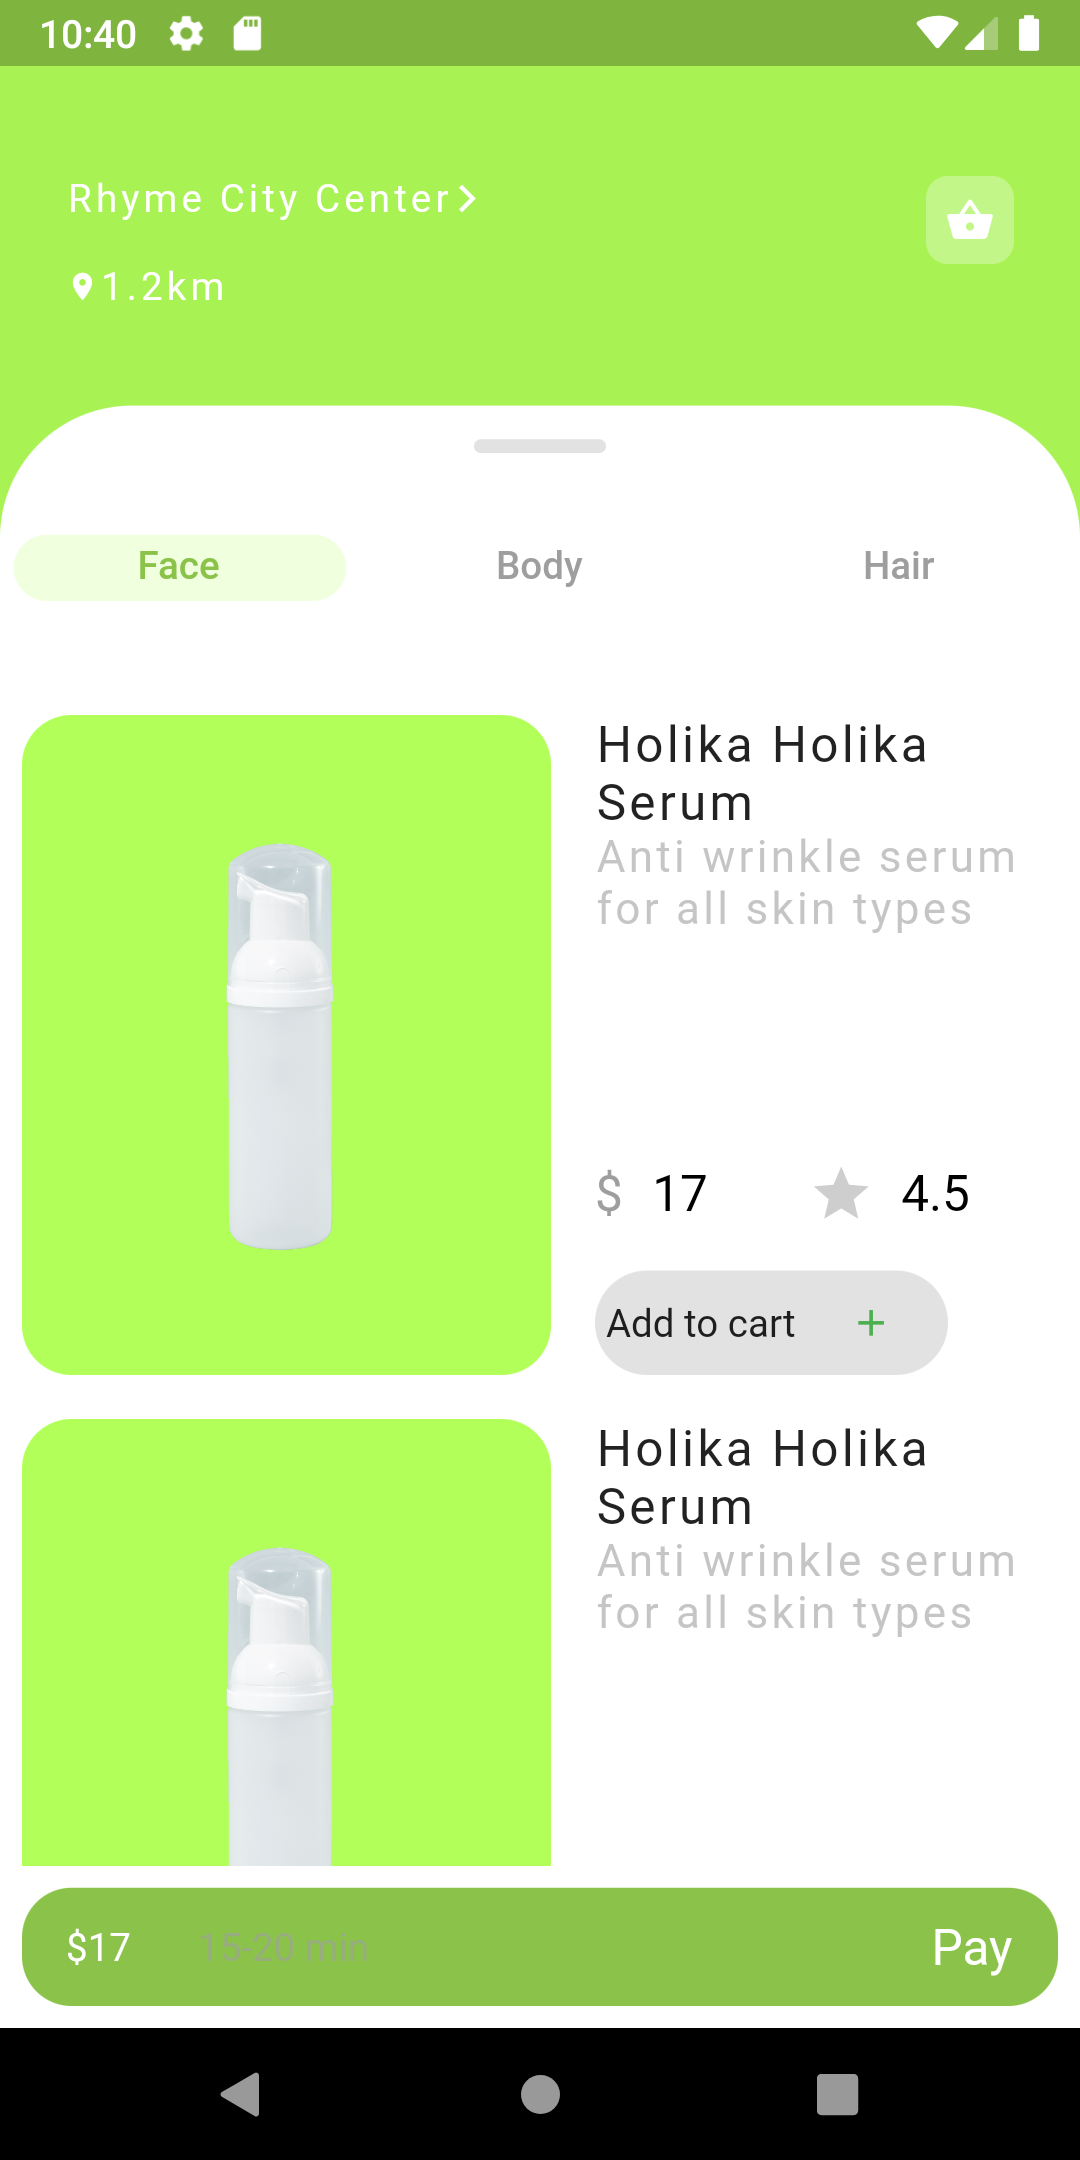 10:40
Rhyme City Center
1.2km
Face Body Hair
Holika Holika
Serum
Anti wrinkle serum
for all skin types
$ 17 4.5
Add to cart +
Holika Holika
Serum
Anti wrinkle serum
for all skin types
$17 15-20 min Pay